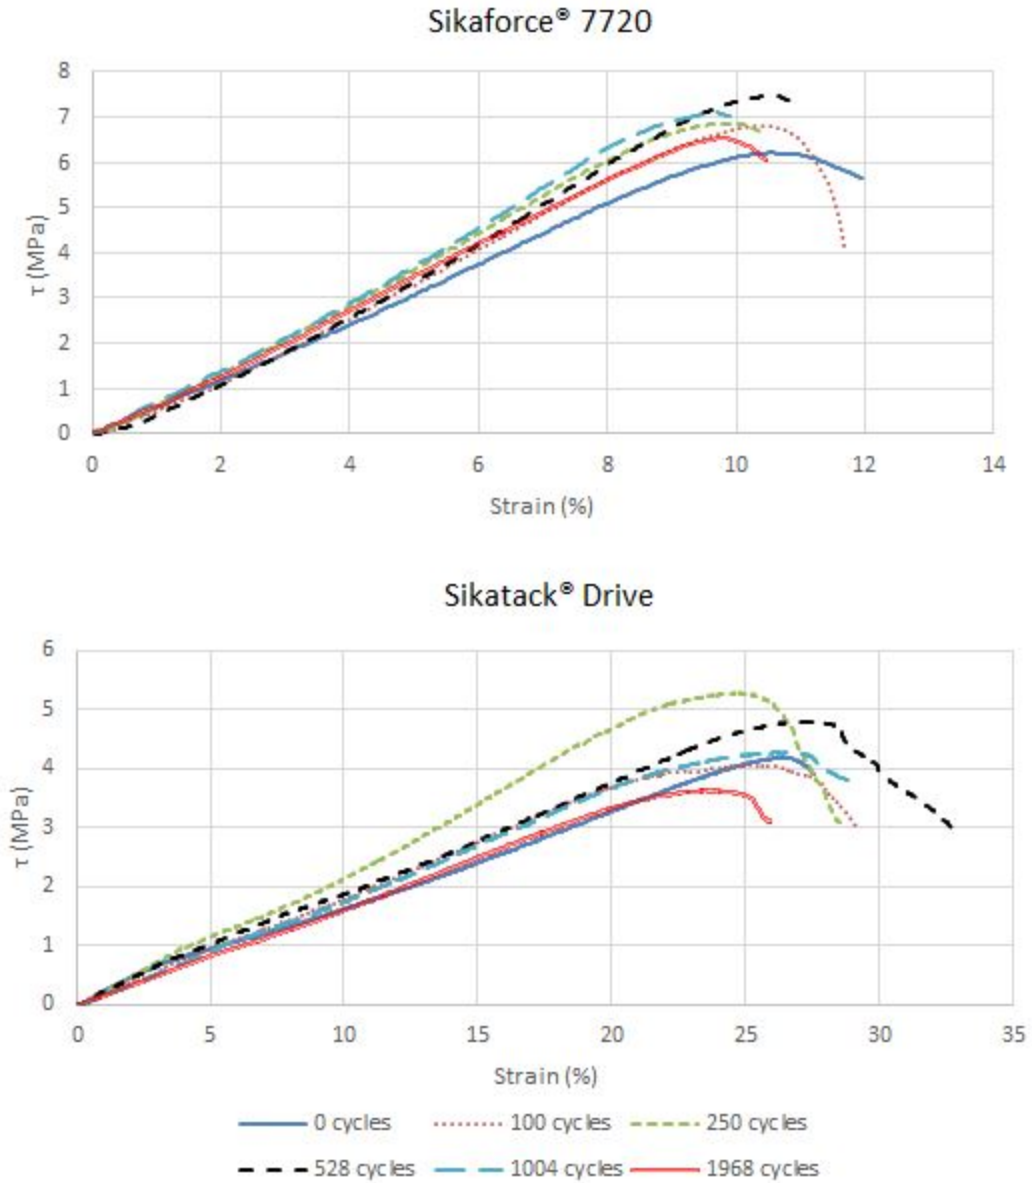 Sikaforce® 7720
8
7
6
5
4
3
2
1
0
τ (MPa)
0 2 4 6 8 10 12 14
Strain (%)
Sikatack® Drive
6
5
4
3
2
1
0
τ (MPa)
0 5 10 15 20 25 30 35
Strain (%)
0 cycles 100 cycles 250 cycles
528 cycles 1004 cycles 1968 cycles